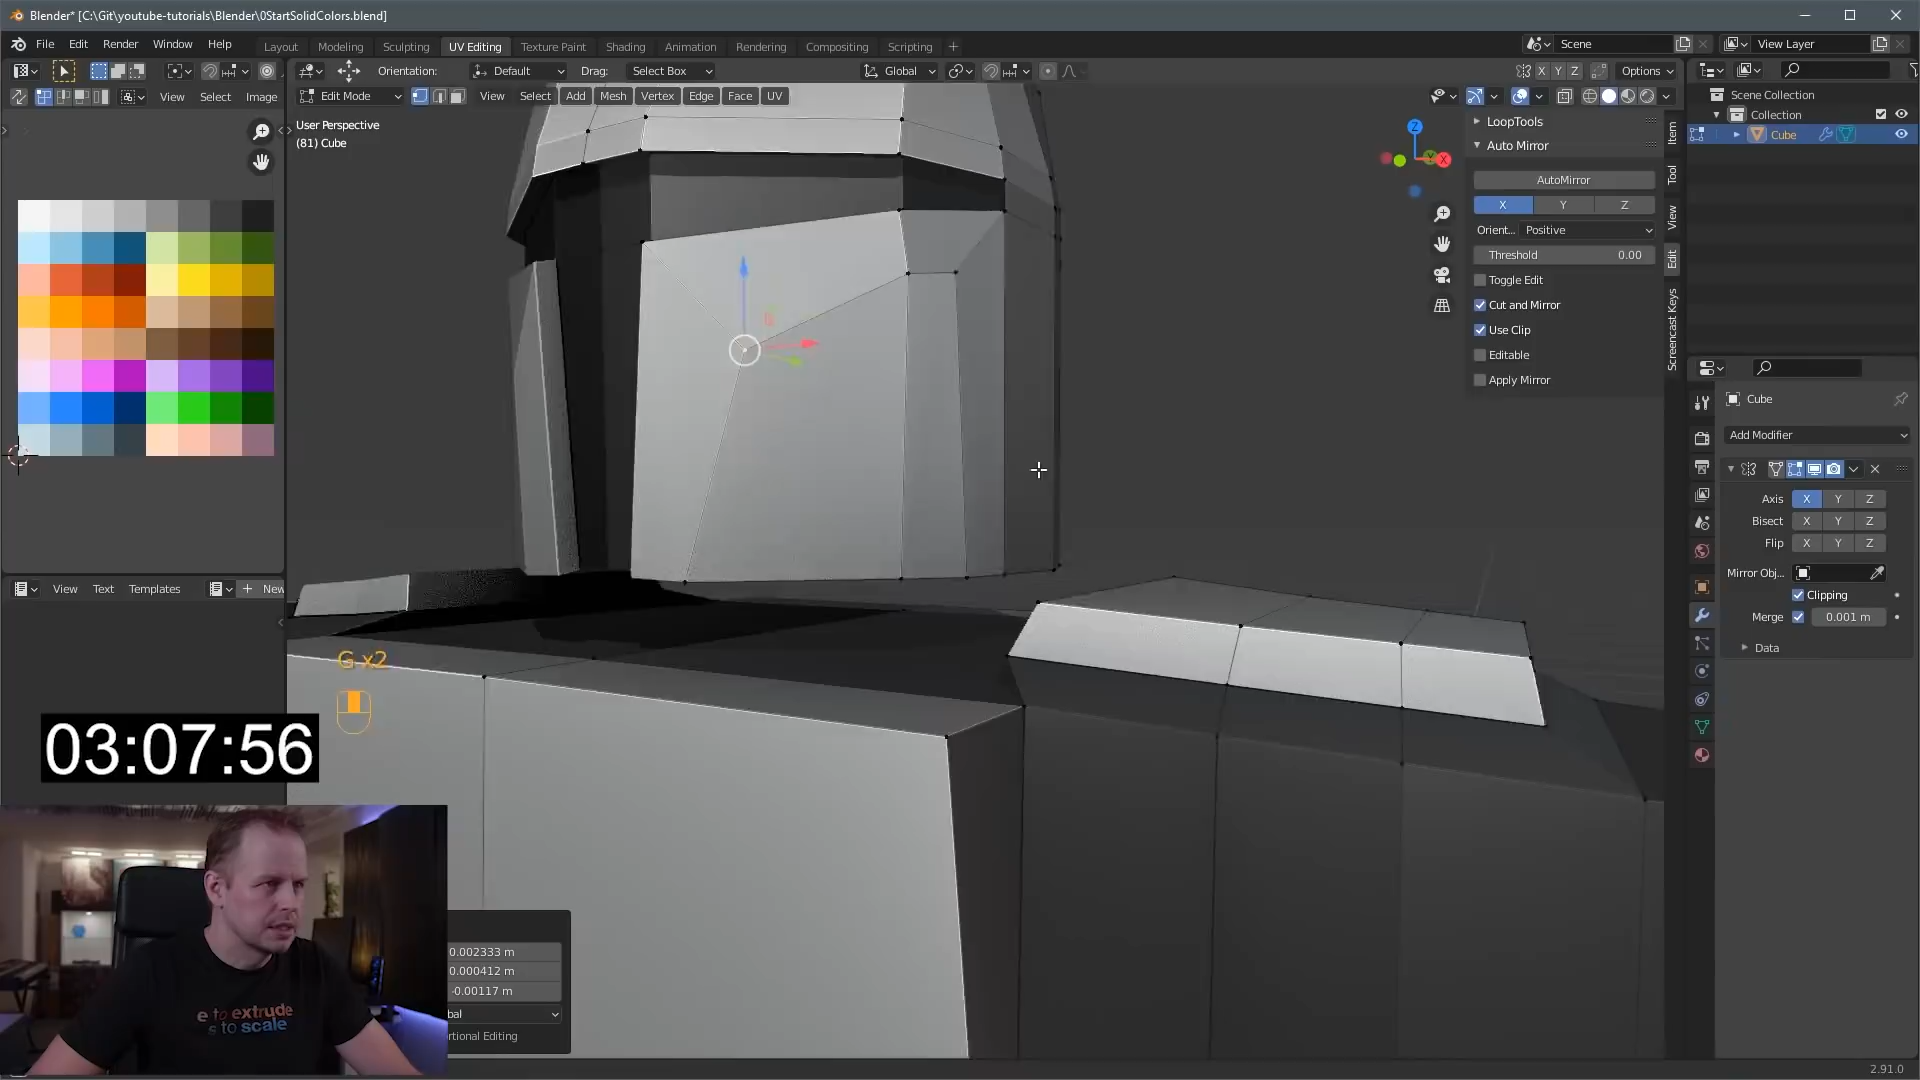 Blender* [C:\Git\youtube-tutorials\Blender\0StartSolidColors.blend]
File Edit Render Window Help
Layout Modeling Sculpting UV Editing Texture Paint Shading Animation Rendering Compositing Scripting +
Scene
View Layer
Orientation: Default Drag: Select Box
Global
X Y Z
Options
View Select Image
Edit Mode
View Select Add Mesh Vertex Edge Face UV
User Perspective
(81) Cube
Z
X
LoopTools
Auto Mirror
AutoMirror
X Y Z
Orient... Positive
Threshold 0.00
Toggle Edit
Cut and Mirror
Use Clip
Editable
Apply Mirror
Item
Tool
View
Edit
Screencast Keys
Scene Collection
Collection
Cube
Cube
Add Modifier
Axis X Y Z
Bisect X Y Z
Flip X Y Z
Mirror Obj...
Clipping
Merge 0.001 m
Data
View Text Templates
+ New
G x2
03:07:56
0.002333 m
0.000412 m
-0.00117 m
bal
rtional Editing
e to extrude
s to scale
2.91.0